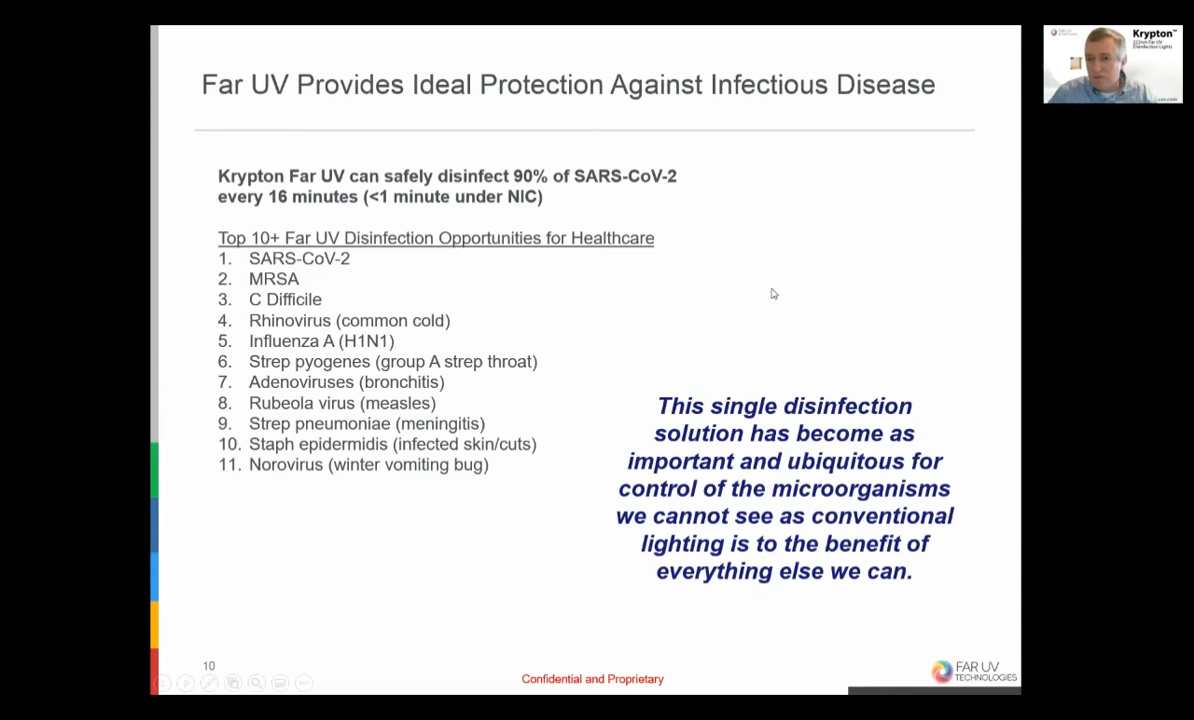 Far UV Provides Ideal Protection Against Infectious Disease
Krypton Far UV can safely disinfect 90% of SARS-CoV-2
every 16 minutes (<1 minute under NIC)
Top 10+ Far UV Disinfection Opportunities for Healthcare
1. SARS-CoV-2
2. MRSA
3. C Difficile
4. Rhinovirus (common cold)
5. Influenza A (H1N1)
6. Strep pyogenes (group A strep throat)
7. Adenoviruses (bronchitis)
8. Rubeola virus (measles)
9. Strep pneumoniae (meningitis)
10. Staph epidermidis (infected skin/cuts)
11. Norovirus (winter vomiting bug)
This single disinfection
solution has become as
important and ubiquitous for
control of the microorganisms
we cannot see as conventional
lighting is to the benefit of
everything else we can.
10
Confidential and Proprietary
FAR UV
TECHNOLOGIES
Krypton™
222nm Far UV
Disinfection Lights